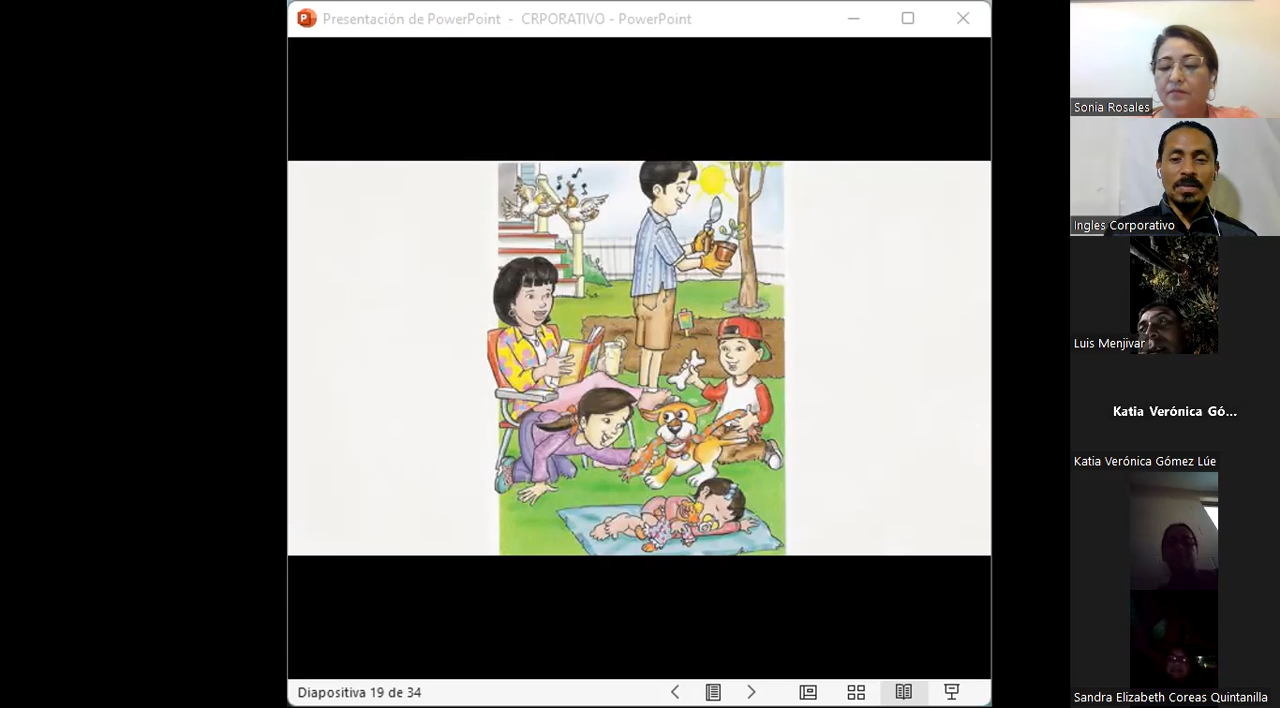 Presentación de PowerPoint - CRPORATIVO - PowerPoint
Sonia Rosales
Ingles Corporativo
Luis Menjivar
Katia Verónica Gó...
Katia Verónica Gómez Lúe
Sandra Elizabeth Coreas Quintanilla
Diapositiva 19 de 34